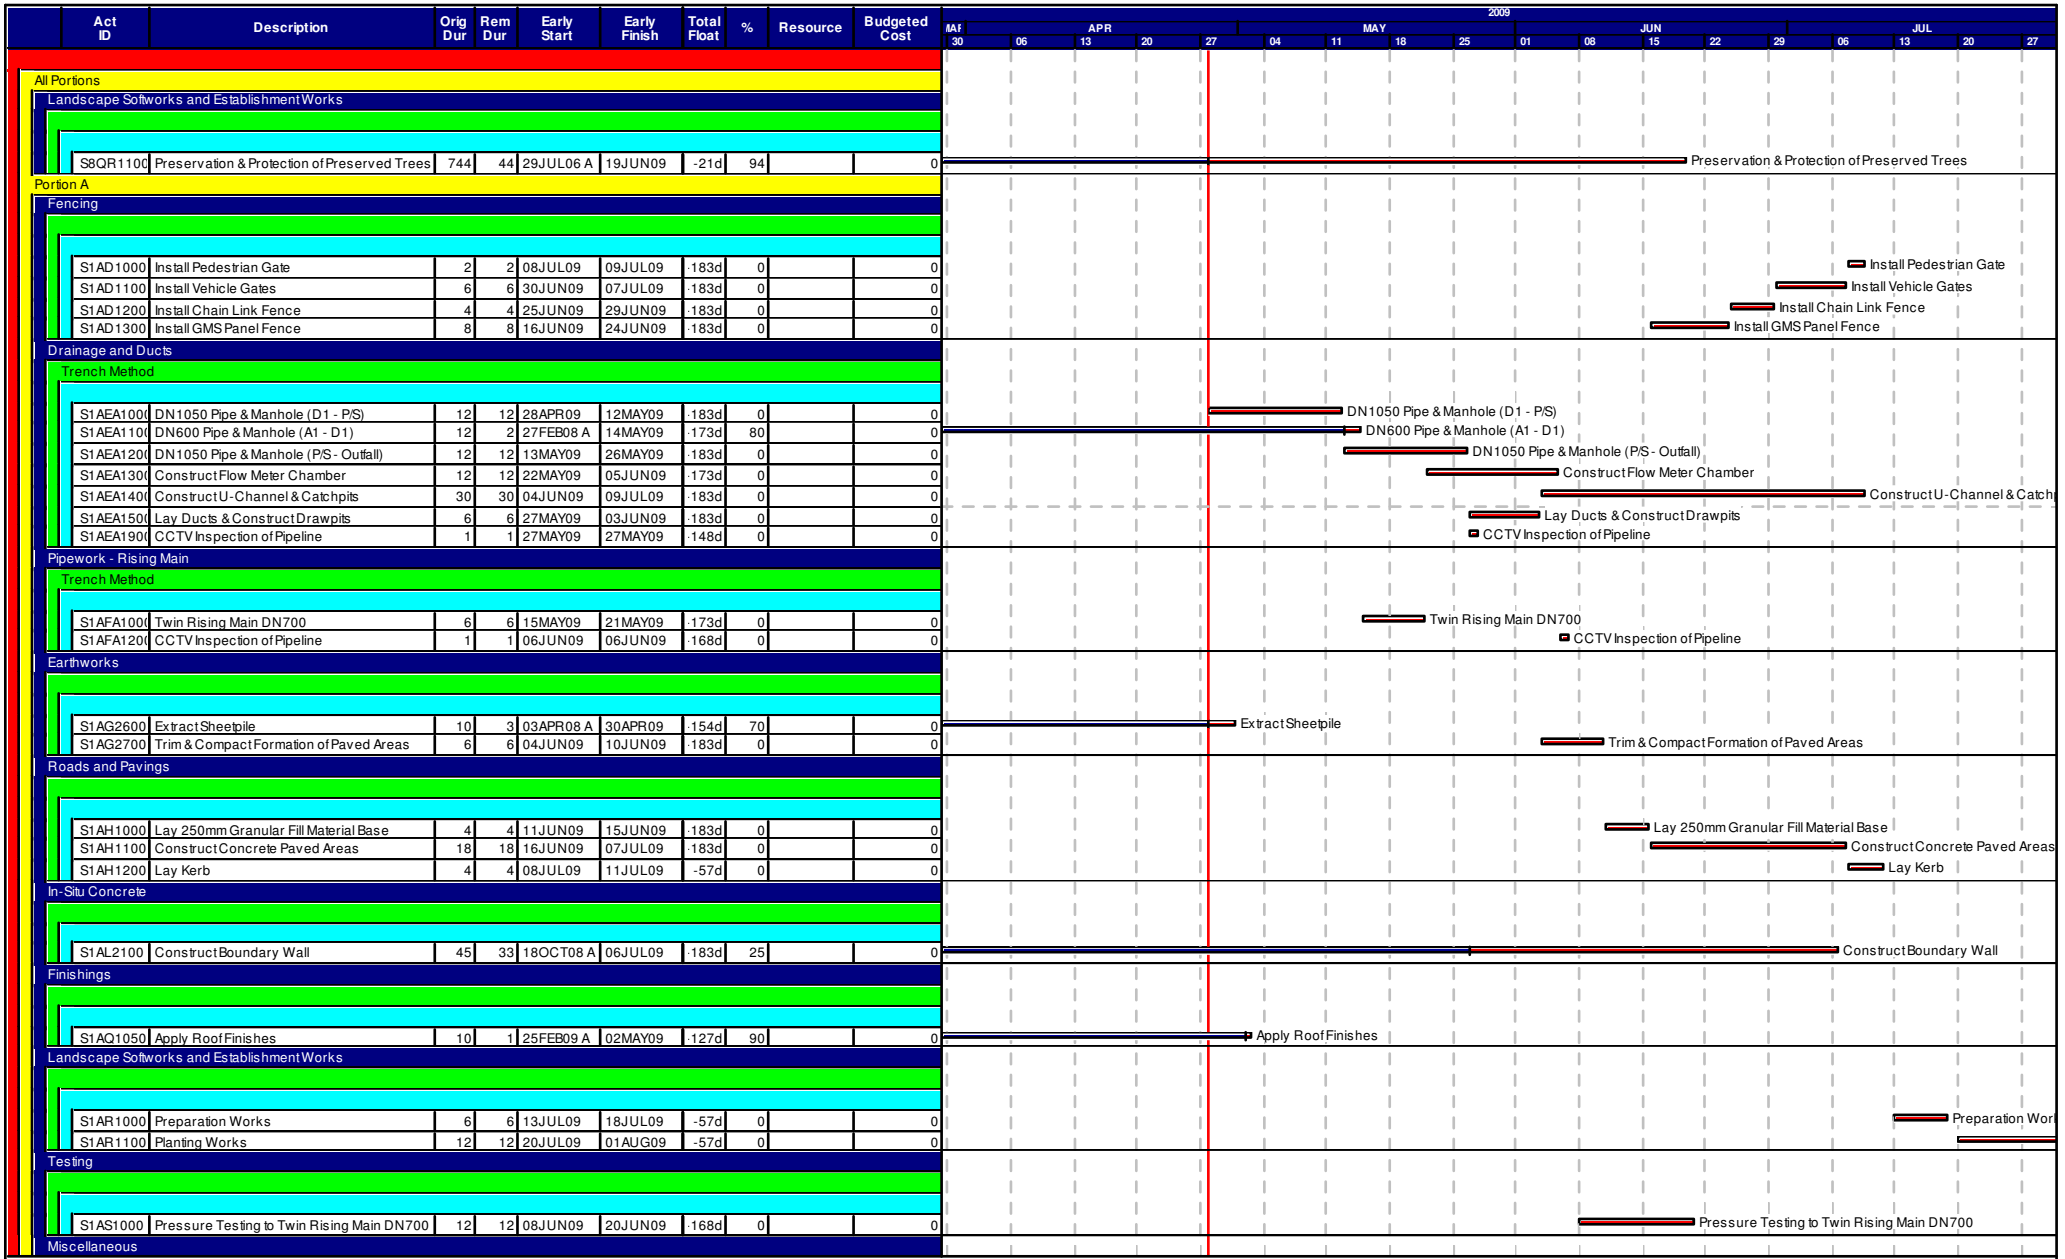 2009
Act ID Description Orig Dur Rem Dur Early Start Early Finish Total Float % Resource Budgeted Cost
MAR APR MAY JUN JUL
30 06 13 20 27 04 11 18 25 01 08 15 22 29 06 13 20 27
All Portions
Landscape Softworks and Establishment Works
S8QR1100 Preservation & Protection of Preserved Trees 744 44 29JUL06 A 19JUN09 -21d 94 0 Preservation & Protection of Preserved Trees
Portion A
Fencing
S1AD1000 Install Pedestrian Gate 2 2 08JUL09 09JUL09 -183d 0 0 Install Pedestrian Gate
S1AD1100 Install Vehicle Gates 6 6 30JUN09 07JUL09 -183d 0 0 Install Vehicle Gates
S1AD1200 Install Chain Link Fence 4 4 25JUN09 29JUN09 -183d 0 0 Install Chain Link Fence
S1AD1300 Install GMS Panel Fence 8 8 16JUN09 24JUN09 -183d 0 0 Install GMS Panel Fence
Drainage and Ducts
Trench Method
S1AEA1000 DN1050 Pipe & Manhole (D1 - P/S) 12 12 28APR09 12MAY09 -183d 0 0 DN1050 Pipe & Manhole (D1 - P/S)
S1AEA1100 DN600 Pipe & Manhole (A1 - D1) 12 2 27FEB08 A 14MAY09 -173d 80 0 DN600 Pipe & Manhole (A1 - D1)
S1AEA1200 DN1050 Pipe & Manhole (P/S - Outfall) 12 12 13MAY09 26MAY09 -183d 0 0 DN1050 Pipe & Manhole (P/S - Outfall)
S1AEA1300 Construct Flow Meter Chamber 12 12 22MAY09 05JUN09 -173d 0 0 Construct Flow Meter Chamber
S1AEA1400 Construct U-Channel & Catchpits 30 30 04JUN09 09JUL09 -183d 0 0 Construct U-Channel & Catchp
S1AEA1500 Lay Ducts & Construct Drawpits 6 6 27MAY09 03JUN09 -183d 0 0 Lay Ducts & Construct Drawpits
S1AEA1900 CCTV Inspection of Pipeline 1 1 27MAY09 27MAY09 -148d 0 0 CCTV Inspection of Pipeline
Pipework - Rising Main
Trench Method
S1AFA1000 Twin Rising Main DN700 6 6 15MAY09 21MAY09 -173d 0 0 Twin Rising Main DN700
S1AFA1200 CCTV Inspection of Pipeline 1 1 06JUN09 06JUN09 -168d 0 0 CCTV Inspection of Pipeline
Earthworks
S1AG2600 Extract Sheetpile 10 3 03APR08 A 30APR09 -154d 70 0 Extract Sheetpile
S1AG2700 Trim & Compact Formation of Paved Areas 6 6 04JUN09 10JUN09 -183d 0 0 Trim & Compact Formation of Paved Areas
Roads and Pavings
S1AH1000 Lay 250mm Granular Fill Material Base 4 4 11JUN09 15JUN09 -183d 0 0 Lay 250mm Granular Fill Material Base
S1AH1100 Construct Concrete Paved Areas 18 18 16JUN09 07JUL09 -183d 0 0 Construct Concrete Paved Areas
S1AH1200 Lay Kerb 4 4 08JUL09 11JUL09 -57d 0 0 Lay Kerb
In-Situ Concrete
S1AL2100 Construct Boundary Wall 45 33 18OCT08 A 06JUL09 -183d 25 0 Construct Boundary Wall
Finishings
S1AQ1050 Apply Roof Finishes 10 1 25FEB09 A 02MAY09 -127d 90 0 Apply Roof Finishes
Landscape Softworks and Establishment Works
S1AR1000 Preparation Works 6 6 13JUL09 18JUL09 -57d 0 0 Preparation Wor
S1AR1100 Planting Works 12 12 20JUL09 01AUG09 -57d 0 0
Testing
S1AS1000 Pressure Testing to Twin Rising Main DN700 12 12 08JUN09 20JUN09 -168d 0 0 Pressure Testing to Twin Rising Main DN700
Miscellaneous